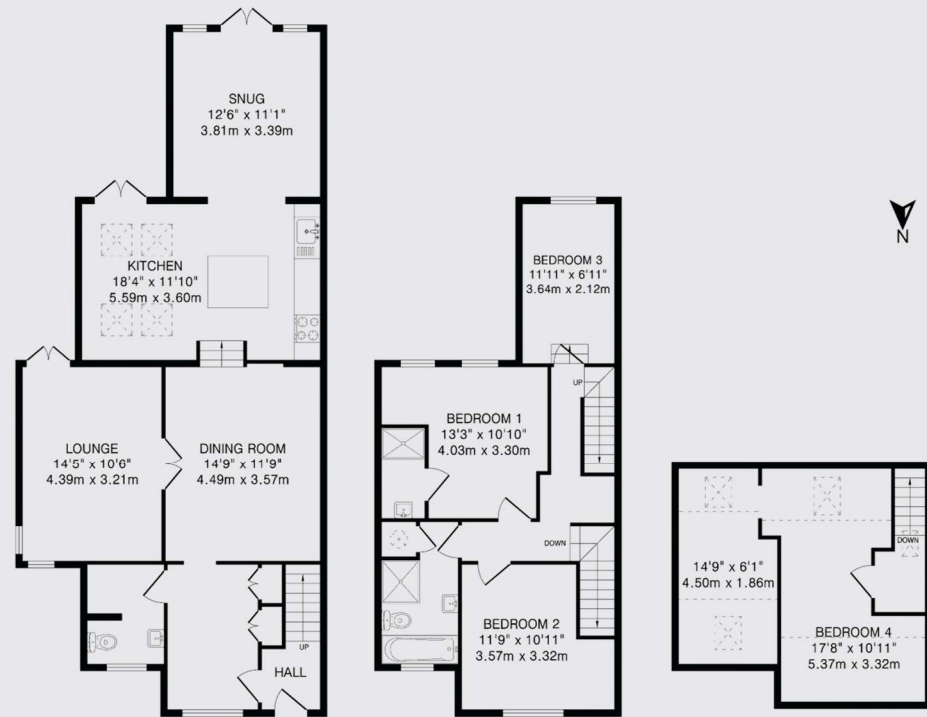 SNUG
12'6" x 11'1"
3.81m x 3.39m
KITCHEN
18'4" x 11'10"
5.59m x 3.60m
LOUNGE
14'5" x 10'6"
4.39m x 3.21m
DINING ROOM
14'9" x 11'9"
4.49m x 3.57m
UP
HALL
BEDROOM 3
11'11" x 6'11"
3.64m x 2.12m
UP
BEDROOM 1
13'3" x 10'10"
4.03m x 3.30m
DOWN
BEDROOM 2
11'9" x 10'11"
3.57m x 3.32m
N
DOWN
14'9" x 6'1"
4.50m x 1.86m
BEDROOM 4
17'8" x 10'11"
5.37m x 3.32m